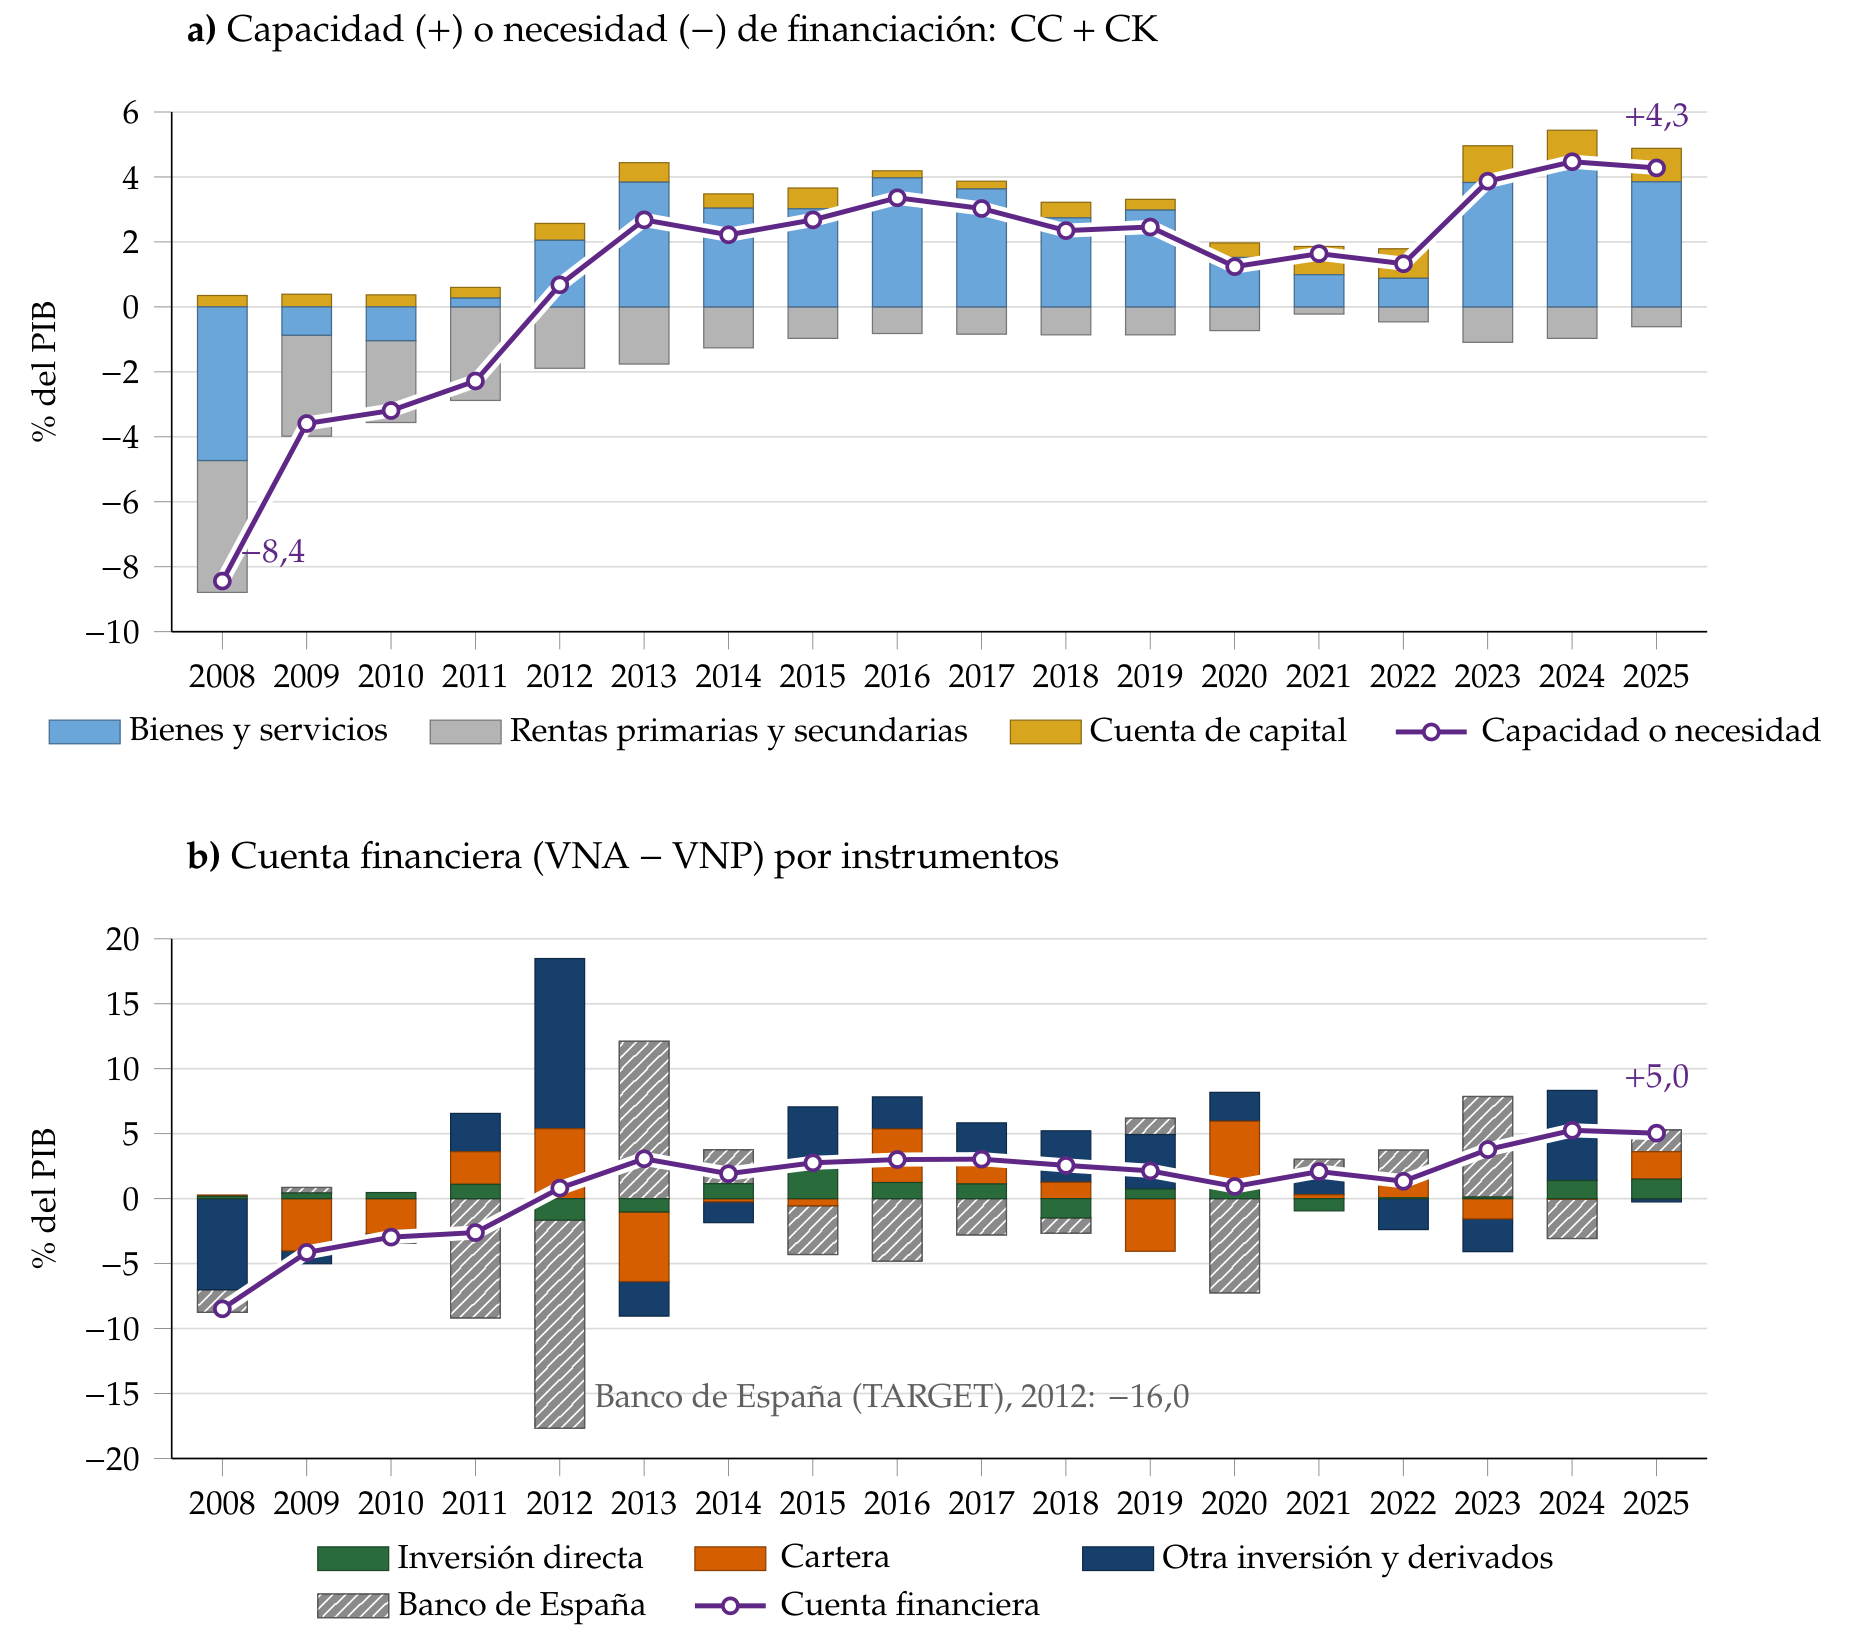 a) Capacidad (+) o necesidad (−) de financiación: CC + CK
6
+4,3
4
2
0
% del PIB
−2
−4
−6
−8,4
−8
−10
2008 2009 2010 2011 2012 2013 2014 2015 2016 2017 2018 2019 2020 2021 2022 2023 2024 2025
Bienes y servicios Rentas primarias y secundarias Cuenta de capital Capacidad o necesidad
b) Cuenta financiera (VNA − VNP) por instrumentos
20
15
10
+5,0
5
0
% del PIB
−5
−10
−15
Banco de España (TARGET), 2012: −16,0
−20
2008 2009 2010 2011 2012 2013 2014 2015 2016 2017 2018 2019 2020 2021 2022 2023 2024 2025
Inversión directa Cartera Otra inversión y derivados
Banco de España Cuenta financiera